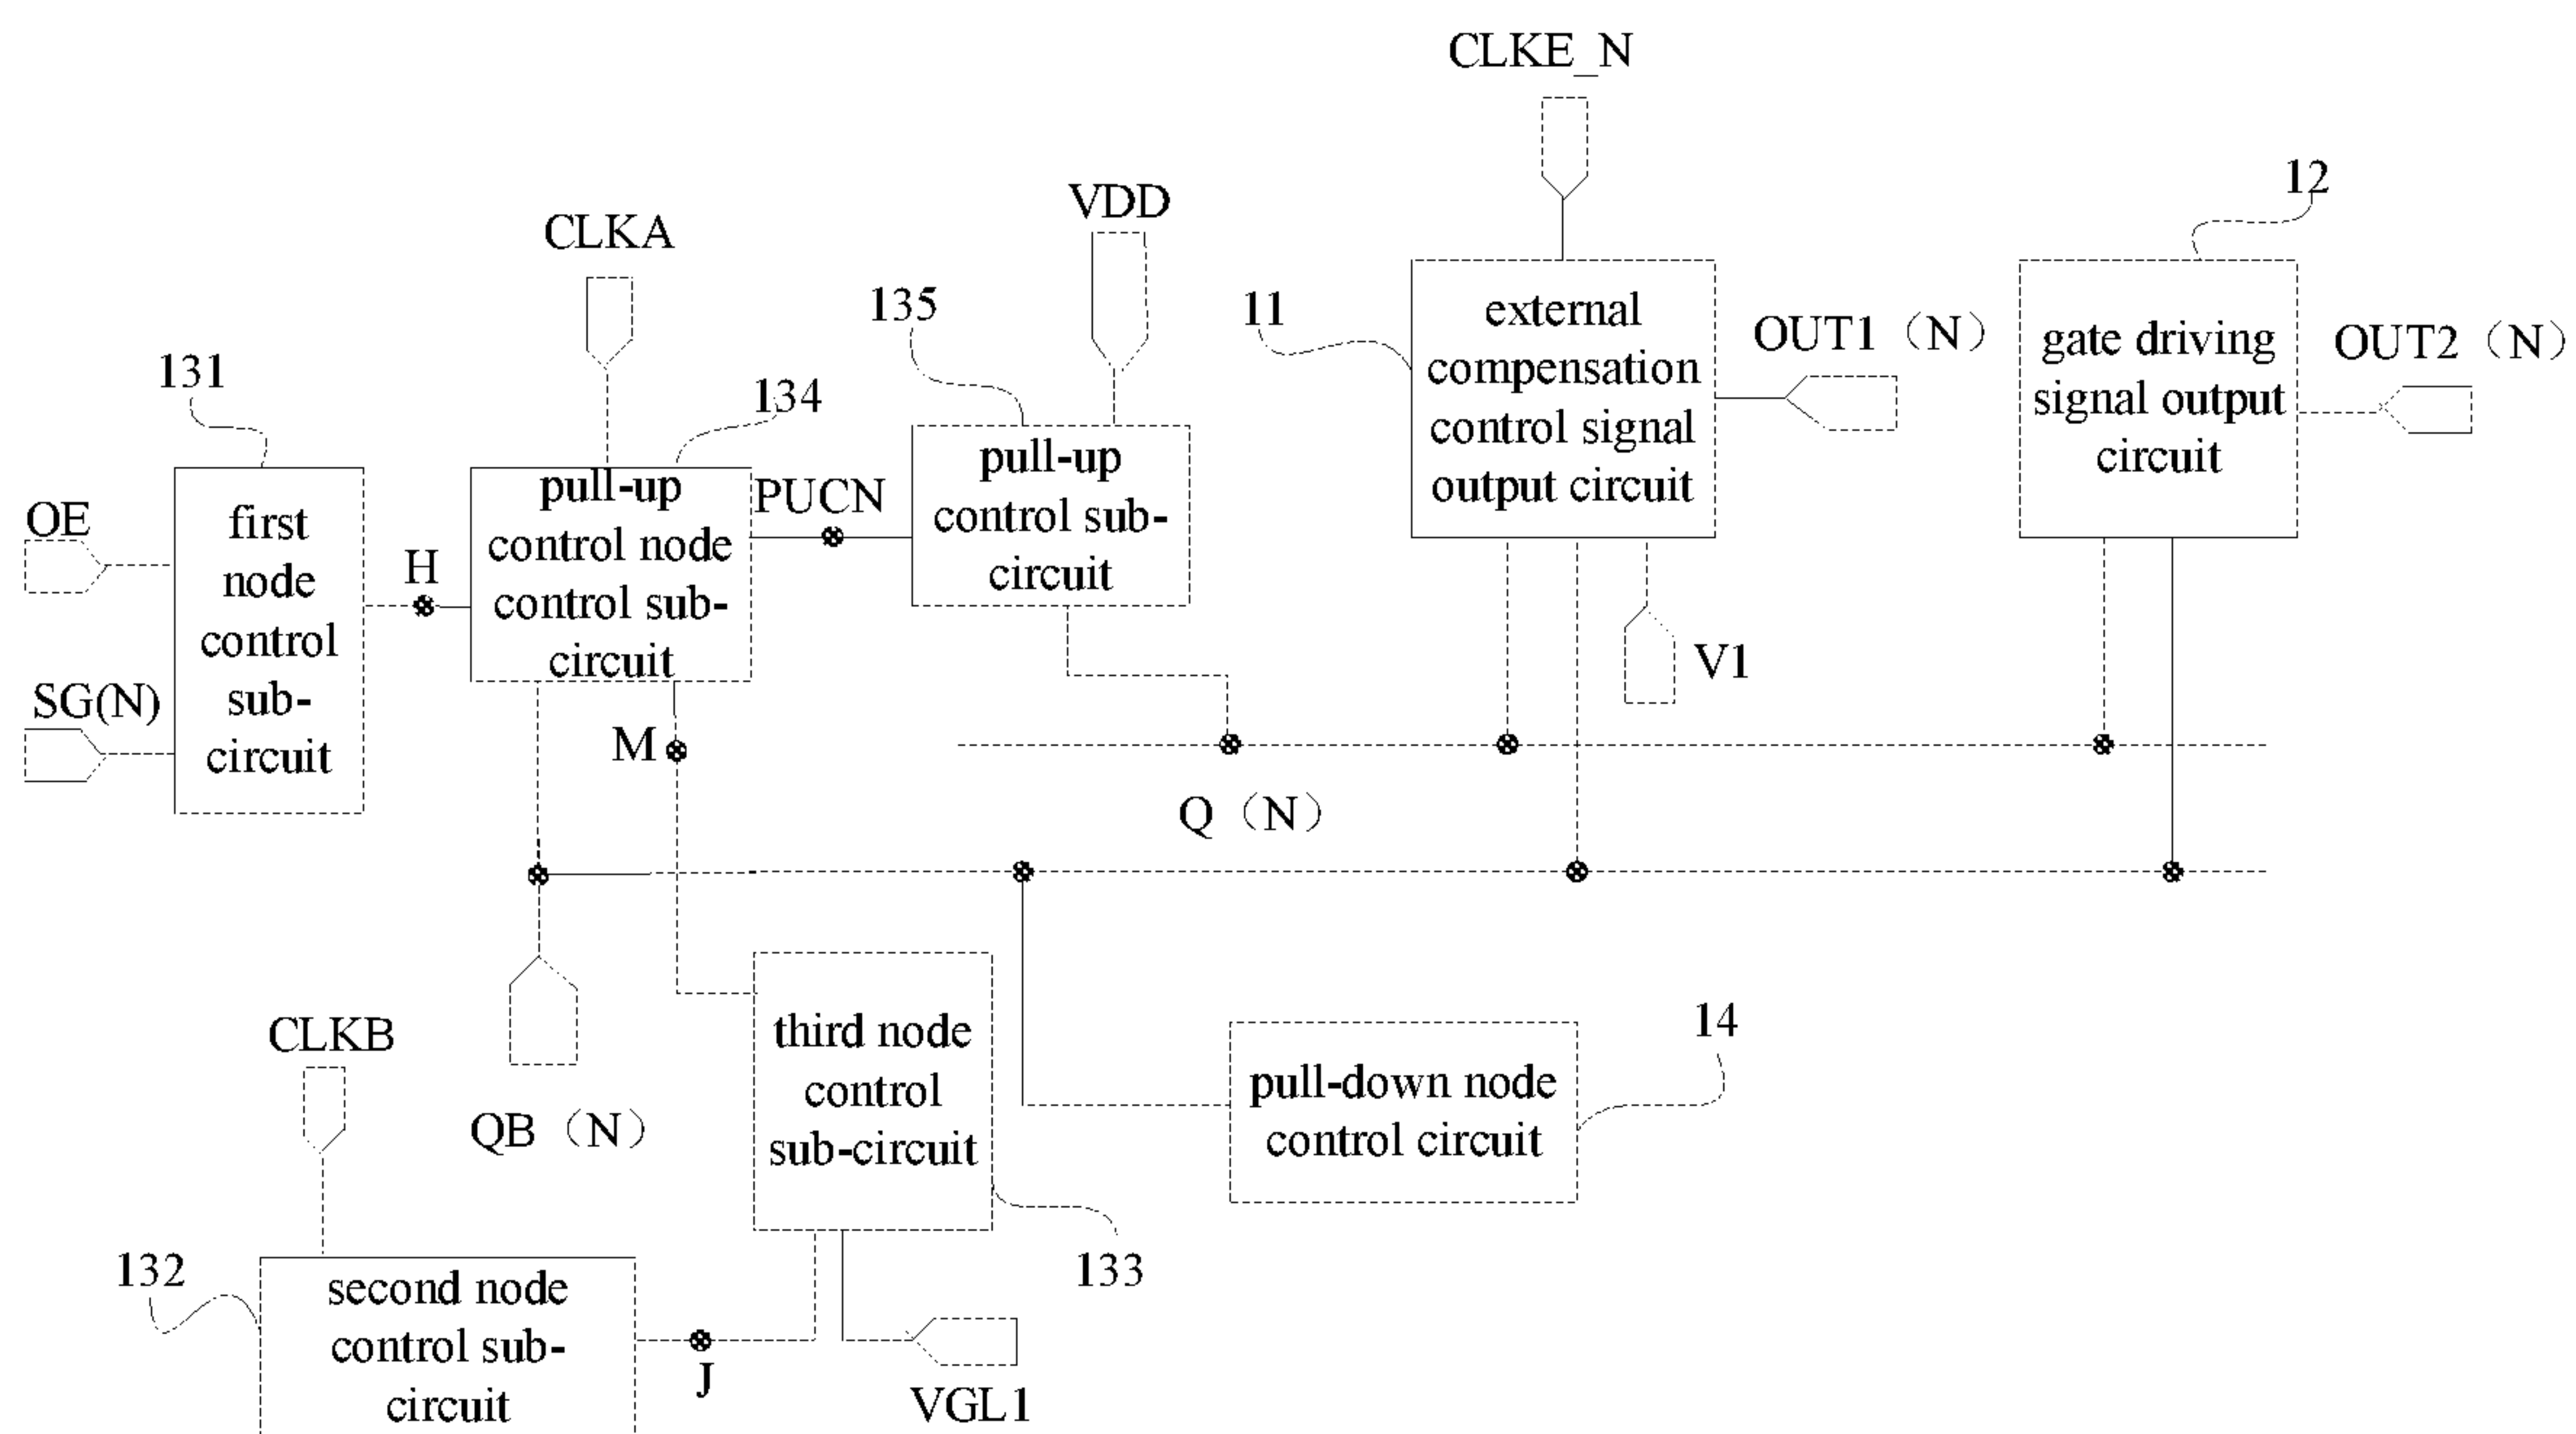 CLKE_N
12
VDD
CLKA
135
11
external
compensation
control signal
output circuit
OUT1（N）
gate driving
signal output
circuit
OUT2（N）
131
134
OE
SG(N)
first
node
control
sub-
circuit
H
pull-up
control node
control sub-
circuit
PUCN
pull-up
control sub-
circuit
V1
M
Q（N）
QB（N）
CLKB
third node
control
sub-circuit
14
pull-down node
control circuit
133
132
second node
control sub-
circuit
J
VGL1